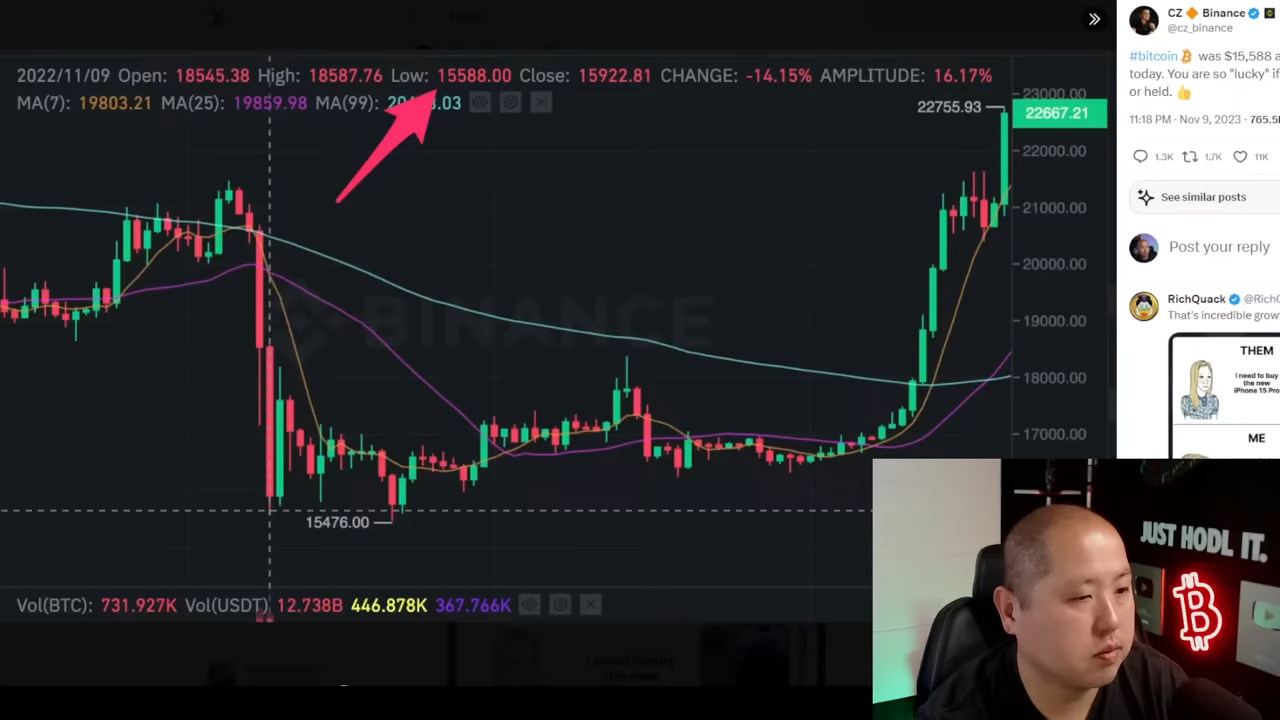 2022/11/09 Open: 18545.38 High: 18587.76 Low: 15588.00 Close: 15922.81 CHANGE: -14.15% AMPLITUDE: 16.17%
MA(7): 19803.21 MA(25): 19859.98 MA(99): .03
23000.00
22755.93
22667.21
22000.00
21000.00
20000.00
19000.00
18000.00
17000.00
BINANCE
15476.00
Vol(BTC): 731.927K Vol(USDT) 12.738B 446.878K 367.766K
CZ 🔶 Binance
@cz_binance
#bitcoin was $15,588 a
today. You are so "lucky" if
or held. 👍
11:18 PM · Nov 9, 2023 · 765.5
1.3K 1.7K 11K
See similar posts
Post your reply
RichQuack @RichQ
That's incredible grow
THEM
I need to buy
the new
iPhone 15 Pro
ME
JUST HODL IT.